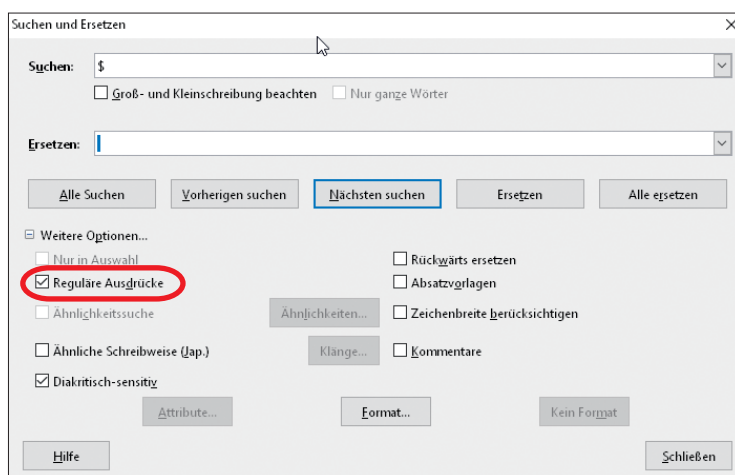 Suchen und Ersetzen
Suchen: $
Groß- und Kleinschreibung beachten Nur ganze Wörter
Ersetzen:
Alle Suchen Vorherigen suchen Nächsten suchen Ersetzen Alle ersetzen
Weitere Optionen...
Nur in Auswahl Rückwärts ersetzen
Reguläre Ausdrücke Absatzvorlagen
Ähnlichkeitssuche Ähnlichkeiten... Zeichenbreite berücksichtigen
Ähnliche Schreibweise (Jap.) Klänge... Kommentare
Diakritisch-sensitiv
Attribute... Format... Kein Format
Hilfe Schließen